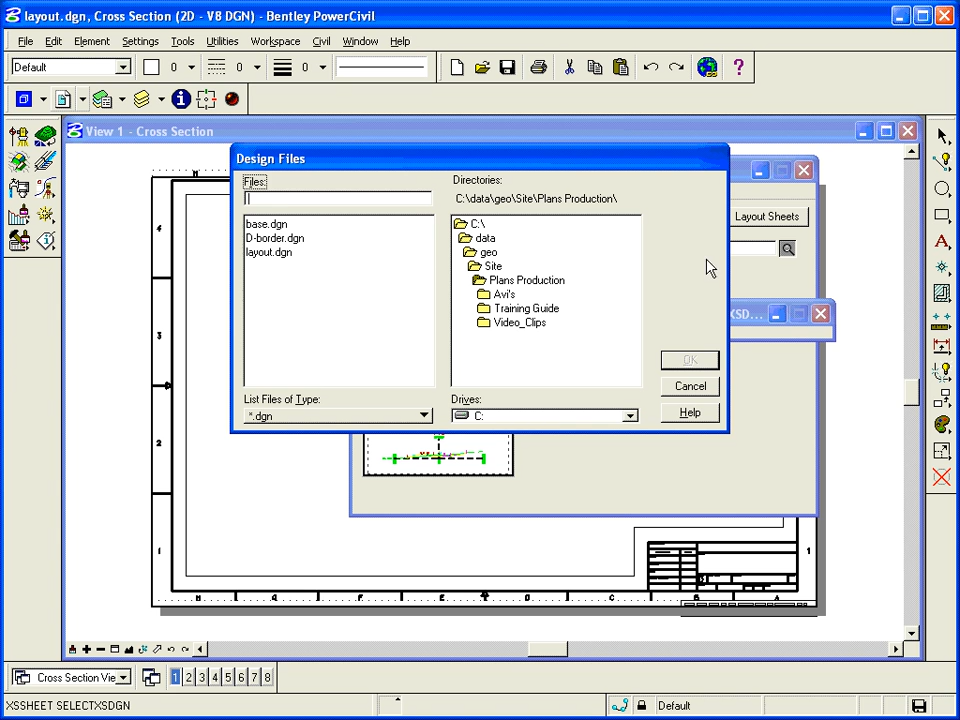 layout.dgn, Cross Section (2D - V8 DGN) - Bentley PowerCivil
File Edit Element Settings Tools Utilities Workspace Civil Window Help
Default 0 0 0
View 1 - Cross Section
Design Files
Files:
Directories:
C:\data\geo\Site\Plans Production\
base.dgn
D-border.dgn
layout.dgn
C:\
data
geo
Site
Plans Production
Avi's
Training Guide
Video_Clips
OK
Cancel
Help
List Files of Type:
*.dgn
Drives:
C:
Layout Sheets
XSD...
4
3
2
1
1
H G F E D C B A
Cross Section Vie
1 2 3 4 5 6 7 8
XSSHEET SELECTXSDGN
Default